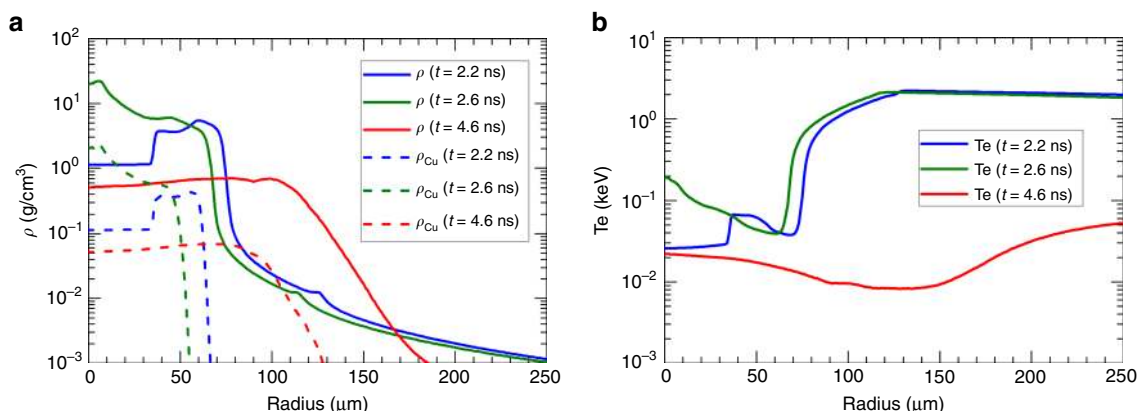 a
10²
10¹
10⁰
10⁻¹
10⁻²
10⁻³
ρ (g/cm³)
0 50 100 150 200 250
Radius (μm)
ρ (t = 2.2 ns)
ρ (t = 2.6 ns)
ρ (t = 4.6 ns)
ρCu (t = 2.2 ns)
ρCu (t = 2.6 ns)
ρCu (t = 4.6 ns)
b
10¹
10⁰
10⁻¹
10⁻²
10⁻³
Te (keV)
0 50 100 150 200 250
Radius (μm)
Te (t = 2.2 ns)
Te (t = 2.6 ns)
Te (t = 4.6 ns)